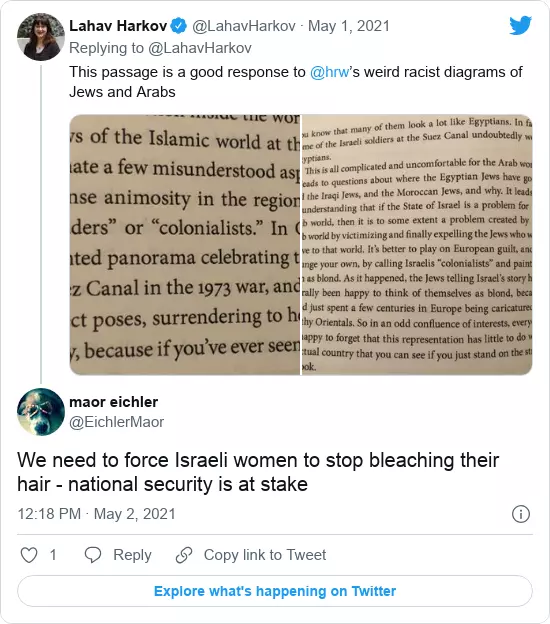 Lahav Harkov @LahavHarkov · May 1, 2021
Replying to @LahavHarkov
This passage is a good response to @hrw's weird racist diagrams of
Jews and Arabs
inside the wor
ys of the Islamic world at th
ate a few misunderstood asp
nse animosity in the region
ders" or "colonialists." In
nted panorama celebrating t
z Canal in the 1973 war, and
ct poses, surrendering to he
y, because if you've ever seen
u know that many of them look a lot like Egyptians. In fa
me of the Israeli soldiers at the Suez Canal undoubtedly w
yptians.
This is all complicated and uncomfortable for the Arab wor
eads to questions about where the Egyptian Jews have go
l the Iraqi Jews, and the Moroccan Jews, and why. It leads
understanding that if the State of Israel is a problem for
b world, then it is to some extent a problem created by
b world by victimizing and finally expelling the Jews who w
ve to that world. It's better to play on European guilt, and
nge your own, by calling Israelis "colonialists" and paint
as blond. As it happened, the Jews telling Israel's story h
ally been happy to think of themselves as blond, beca
d just spent a few centuries in Europe being caricature
hy Orientals. So in an odd confluence of interests, every
appy to forget that this representation has little to do w
tual country that you can see if you just stand on the str
ook.
maor eichler
@EichlerMaor
We need to force Israeli women to stop bleaching their
hair - national security is at stake
12:18 PM · May 2, 2021
1 Reply Copy link to Tweet
Explore what's happening on Twitter